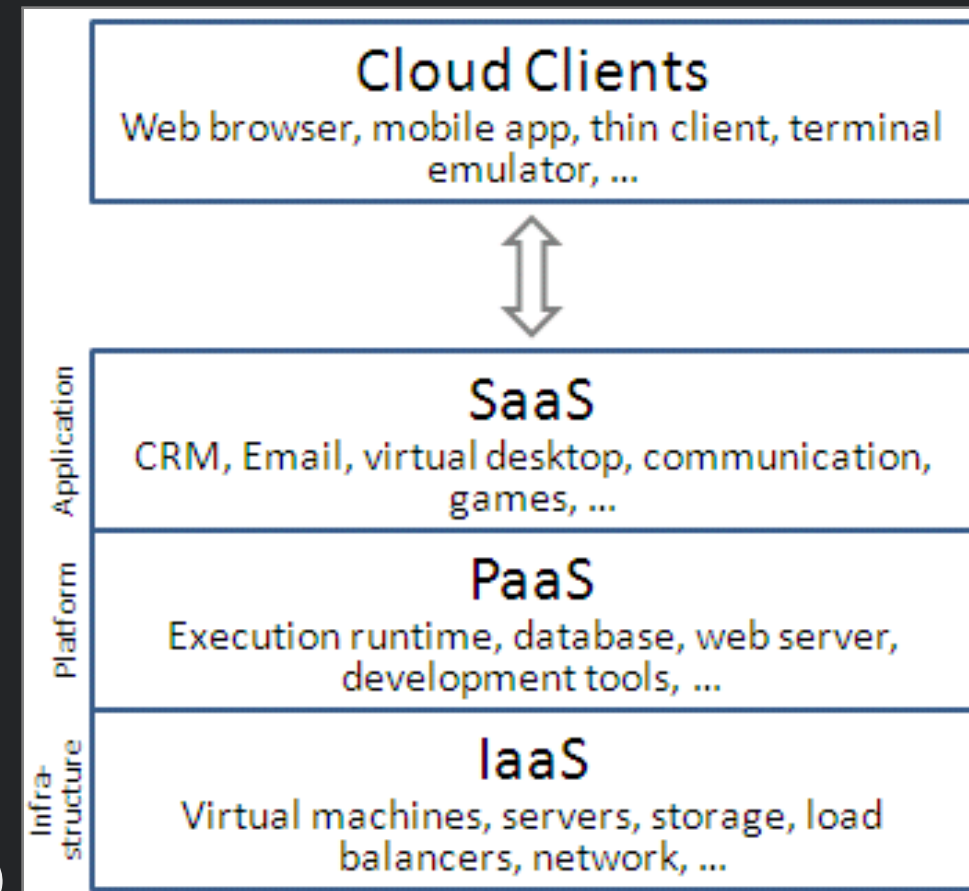 Cloud Clients
Web browser, mobile app, thin client, terminal
emulator, ...
Application
SaaS
CRM, Email, virtual desktop, communication,
games, ...
Platform
PaaS
Execution runtime, database, web server,
development tools, ...
Infra-
structure
IaaS
Virtual machines, servers, storage, load
balancers, network, ...